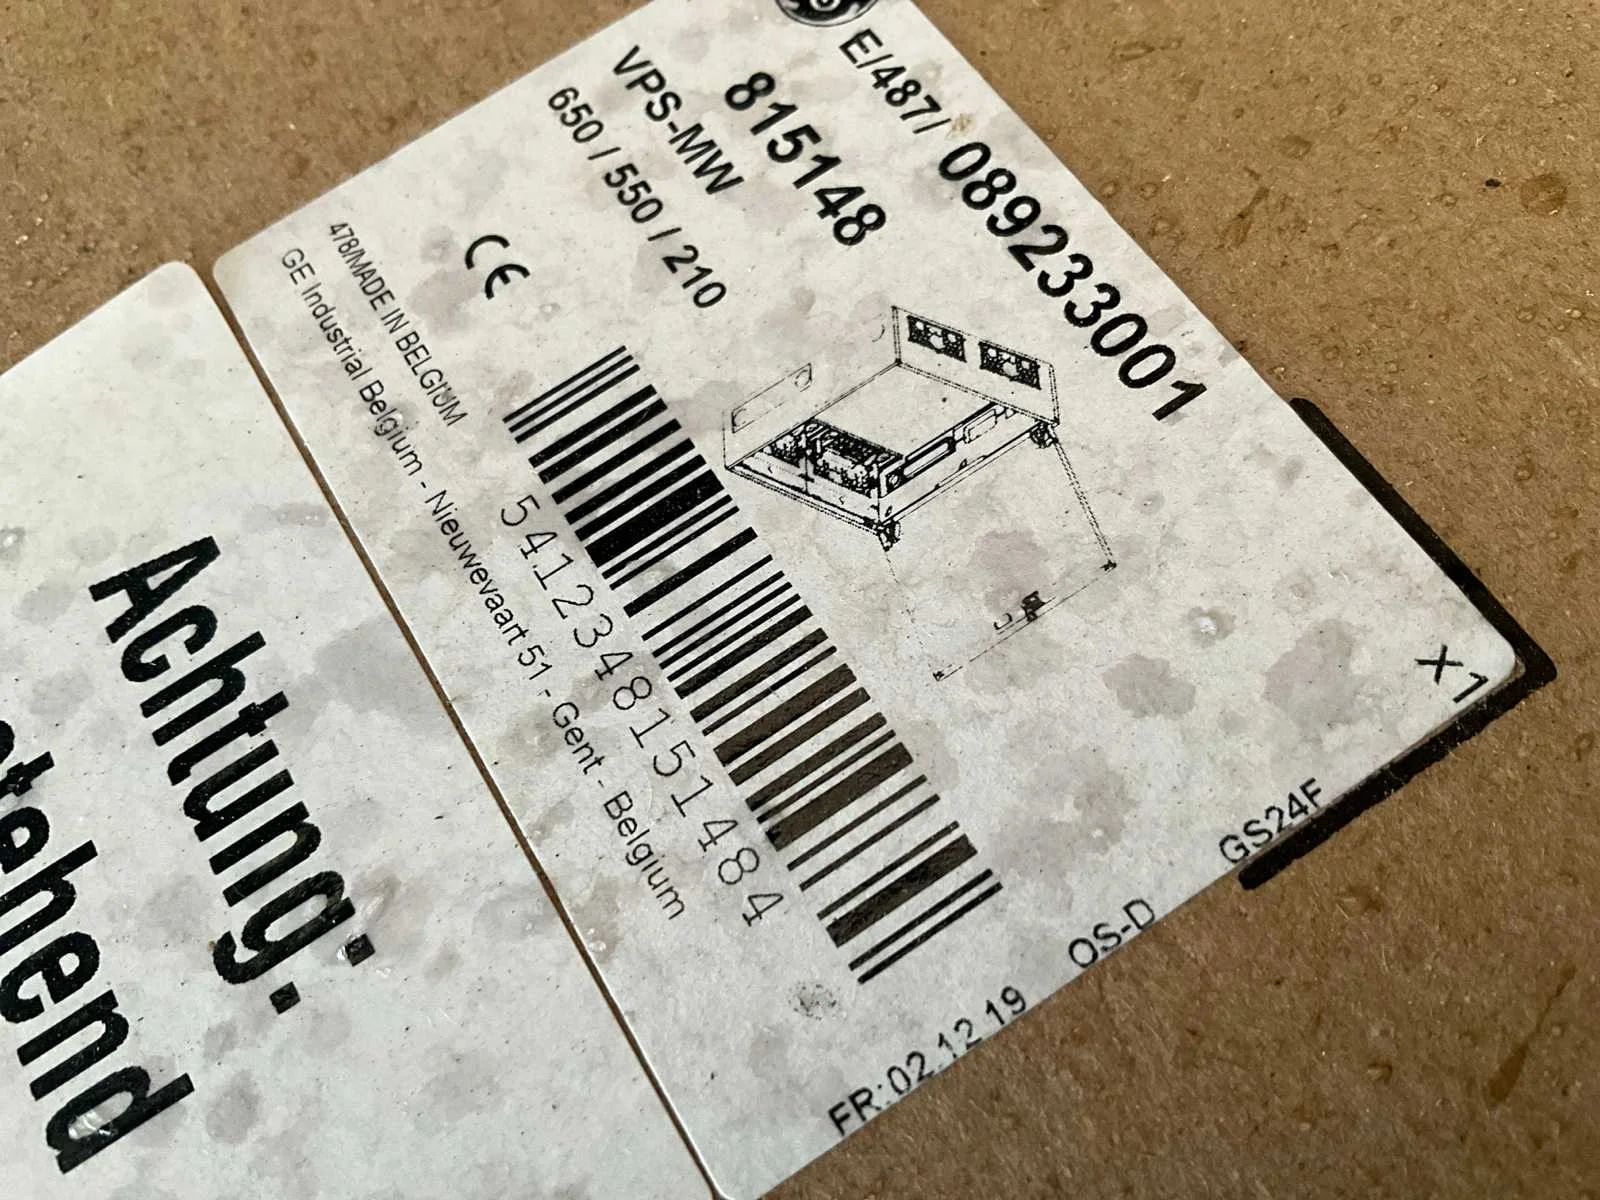 E/487/ 089233001
815148
VPS-MW
650 / 550 / 210
CE
478/MADE IN BELGIUM
GE Industrial Belgium - Nieuwevaart 51 - Gent - Belgium
5412348151484
X1
GS24F
OS-D
FR:02.12 19
Achtung: